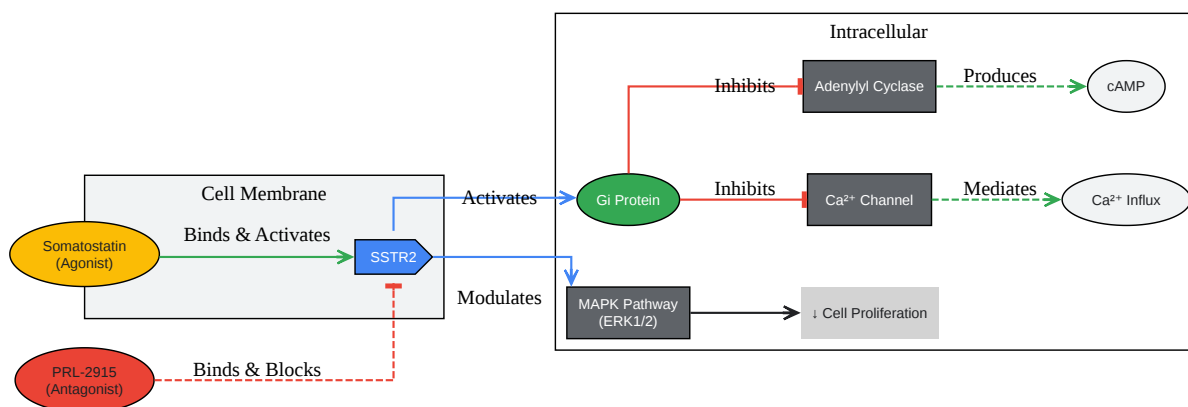 Intracellular
Inhibits
Adenylyl Cyclase
Produces
cAMP
Cell Membrane
Activates
Gi Protein
Inhibits
Ca²⁺ Channel
Mediates
Ca²⁺ Influx
Somatostatin
(Agonist)
Binds & Activates
SSTR2
Modulates
MAPK Pathway
(ERK1/2)
↓ Cell Proliferation
PRL-2915
(Antagonist)
Binds & Blocks